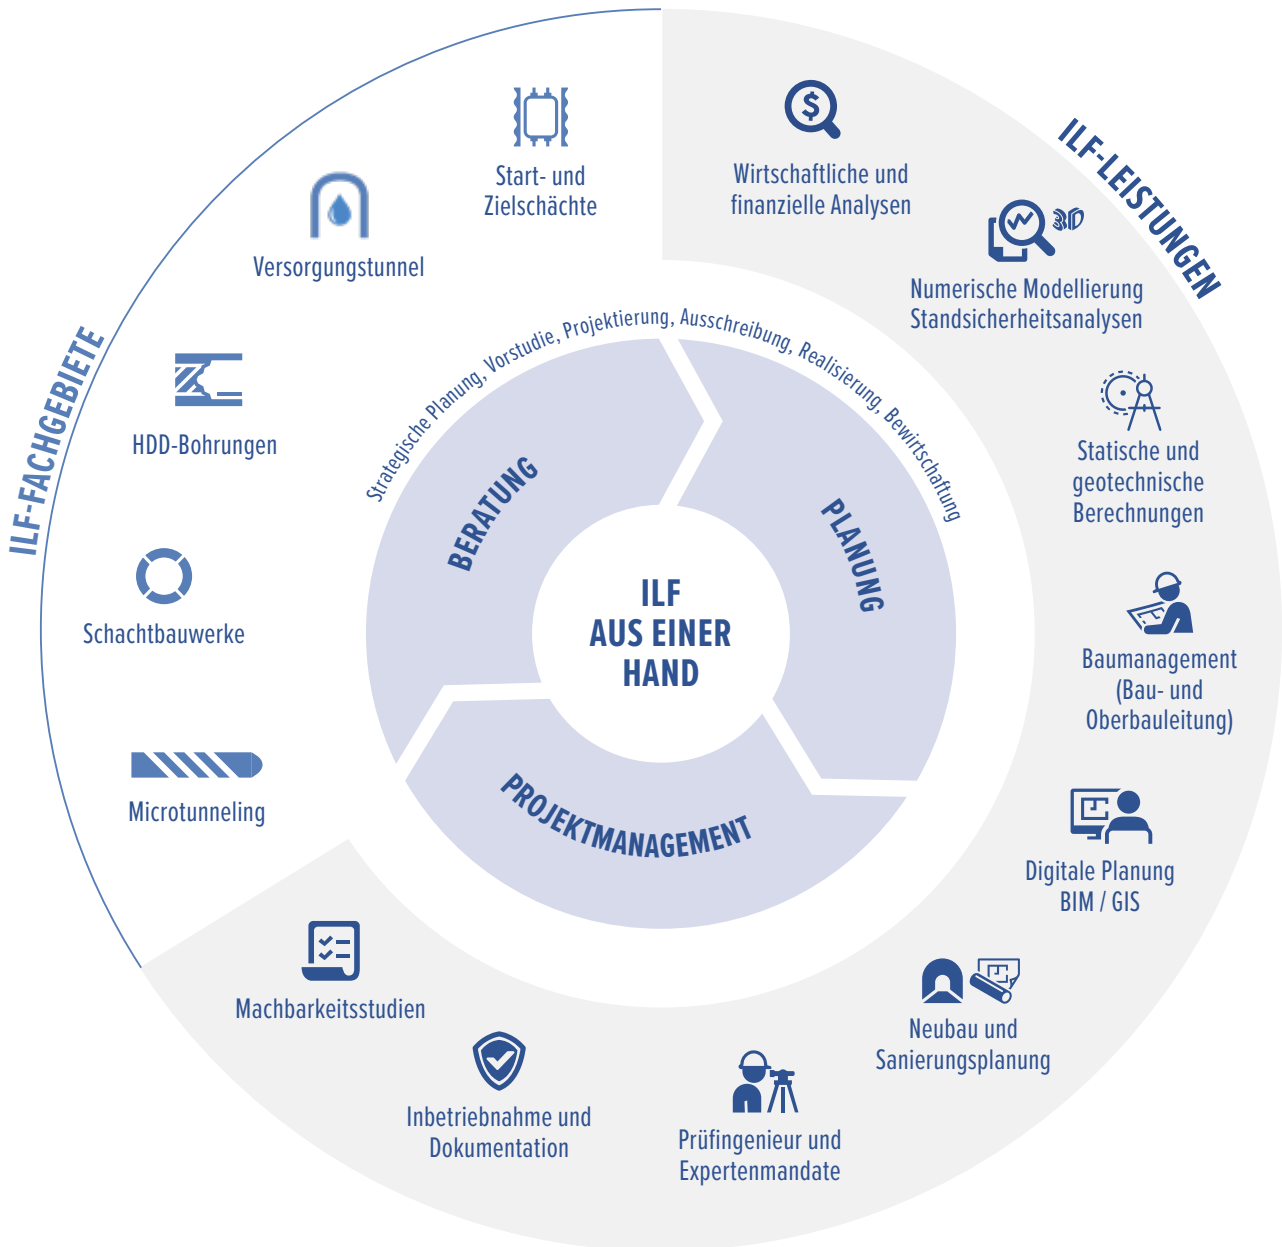 ILF-FACHGEBIETE
Start- und
Zielschächte
Versorgungstunnel
HDD-Bohrungen
Schachtbauwerke
Microtunneling
ILF-LEISTUNGEN
$
Wirtschaftliche und
finanzielle Analysen
3D
Numerische Modellierung
Standsicherheitsanalysen
Statische und
geotechnische
Berechnungen
Baumanagement
(Bau- und
Oberbauleitung)
Digitale Planung
BIM / GIS
Neubau und
Sanierungsplanung
Prüfingenieur und
Expertenmandate
Inbetriebnahme und
Dokumentation
Machbarkeitsstudien
Strategische Planung, Vorstudie, Projektierung, Ausschreibung, Realisierung, Bewirtschaftung
BERATUNG
PLANUNG
PROJEKTMANAGEMENT
ILF
AUS EINER
HAND